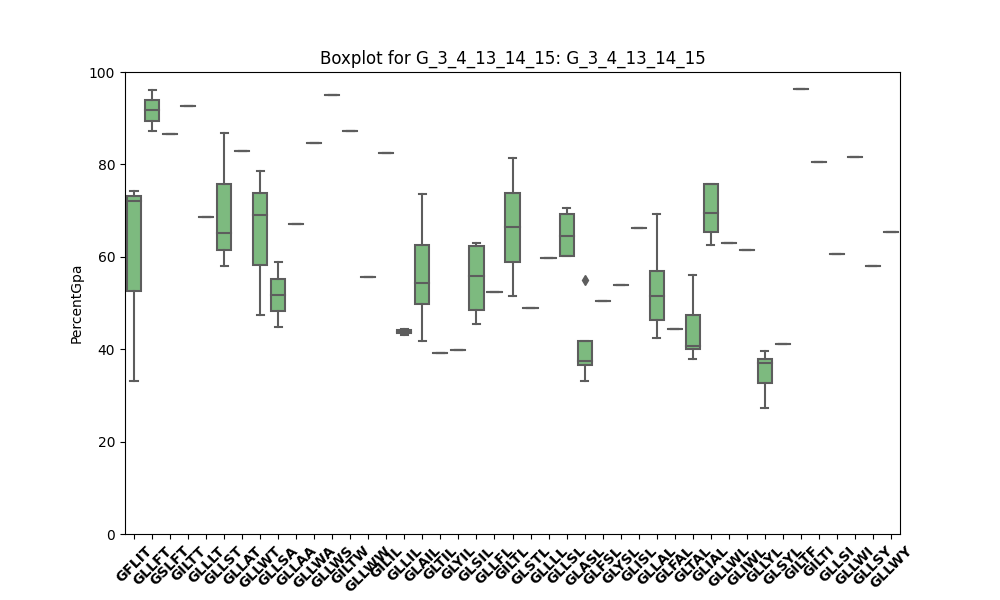 Boxplot for G_3_4_13_14_15: G_3_4_13_14_15
PercentGpa
100
80
60
40
20
0
GFLIT
GLLFT
GSLFT
GILTT
GLLLT
GLLST
GLLAT
GLLWT
GLLSA
GLLAA
GLLWA
GLLWS
GILTW
GLLWW
GILIL
GLLIL
GLAIL
GLTIL
GLYIL
GLSIL
GLLFL
GILTL
GLSTL
GLLLL
GLLSL
GLASL
GLFSL
GLYSL
GLISL
GLLAL
GLFAL
GLTAL
GLIAL
GLLWL
GLIWL
GLLYL
GLSYL
GILTF
GILTI
GLLSI
GLLWI
GLLSY
GLLWY